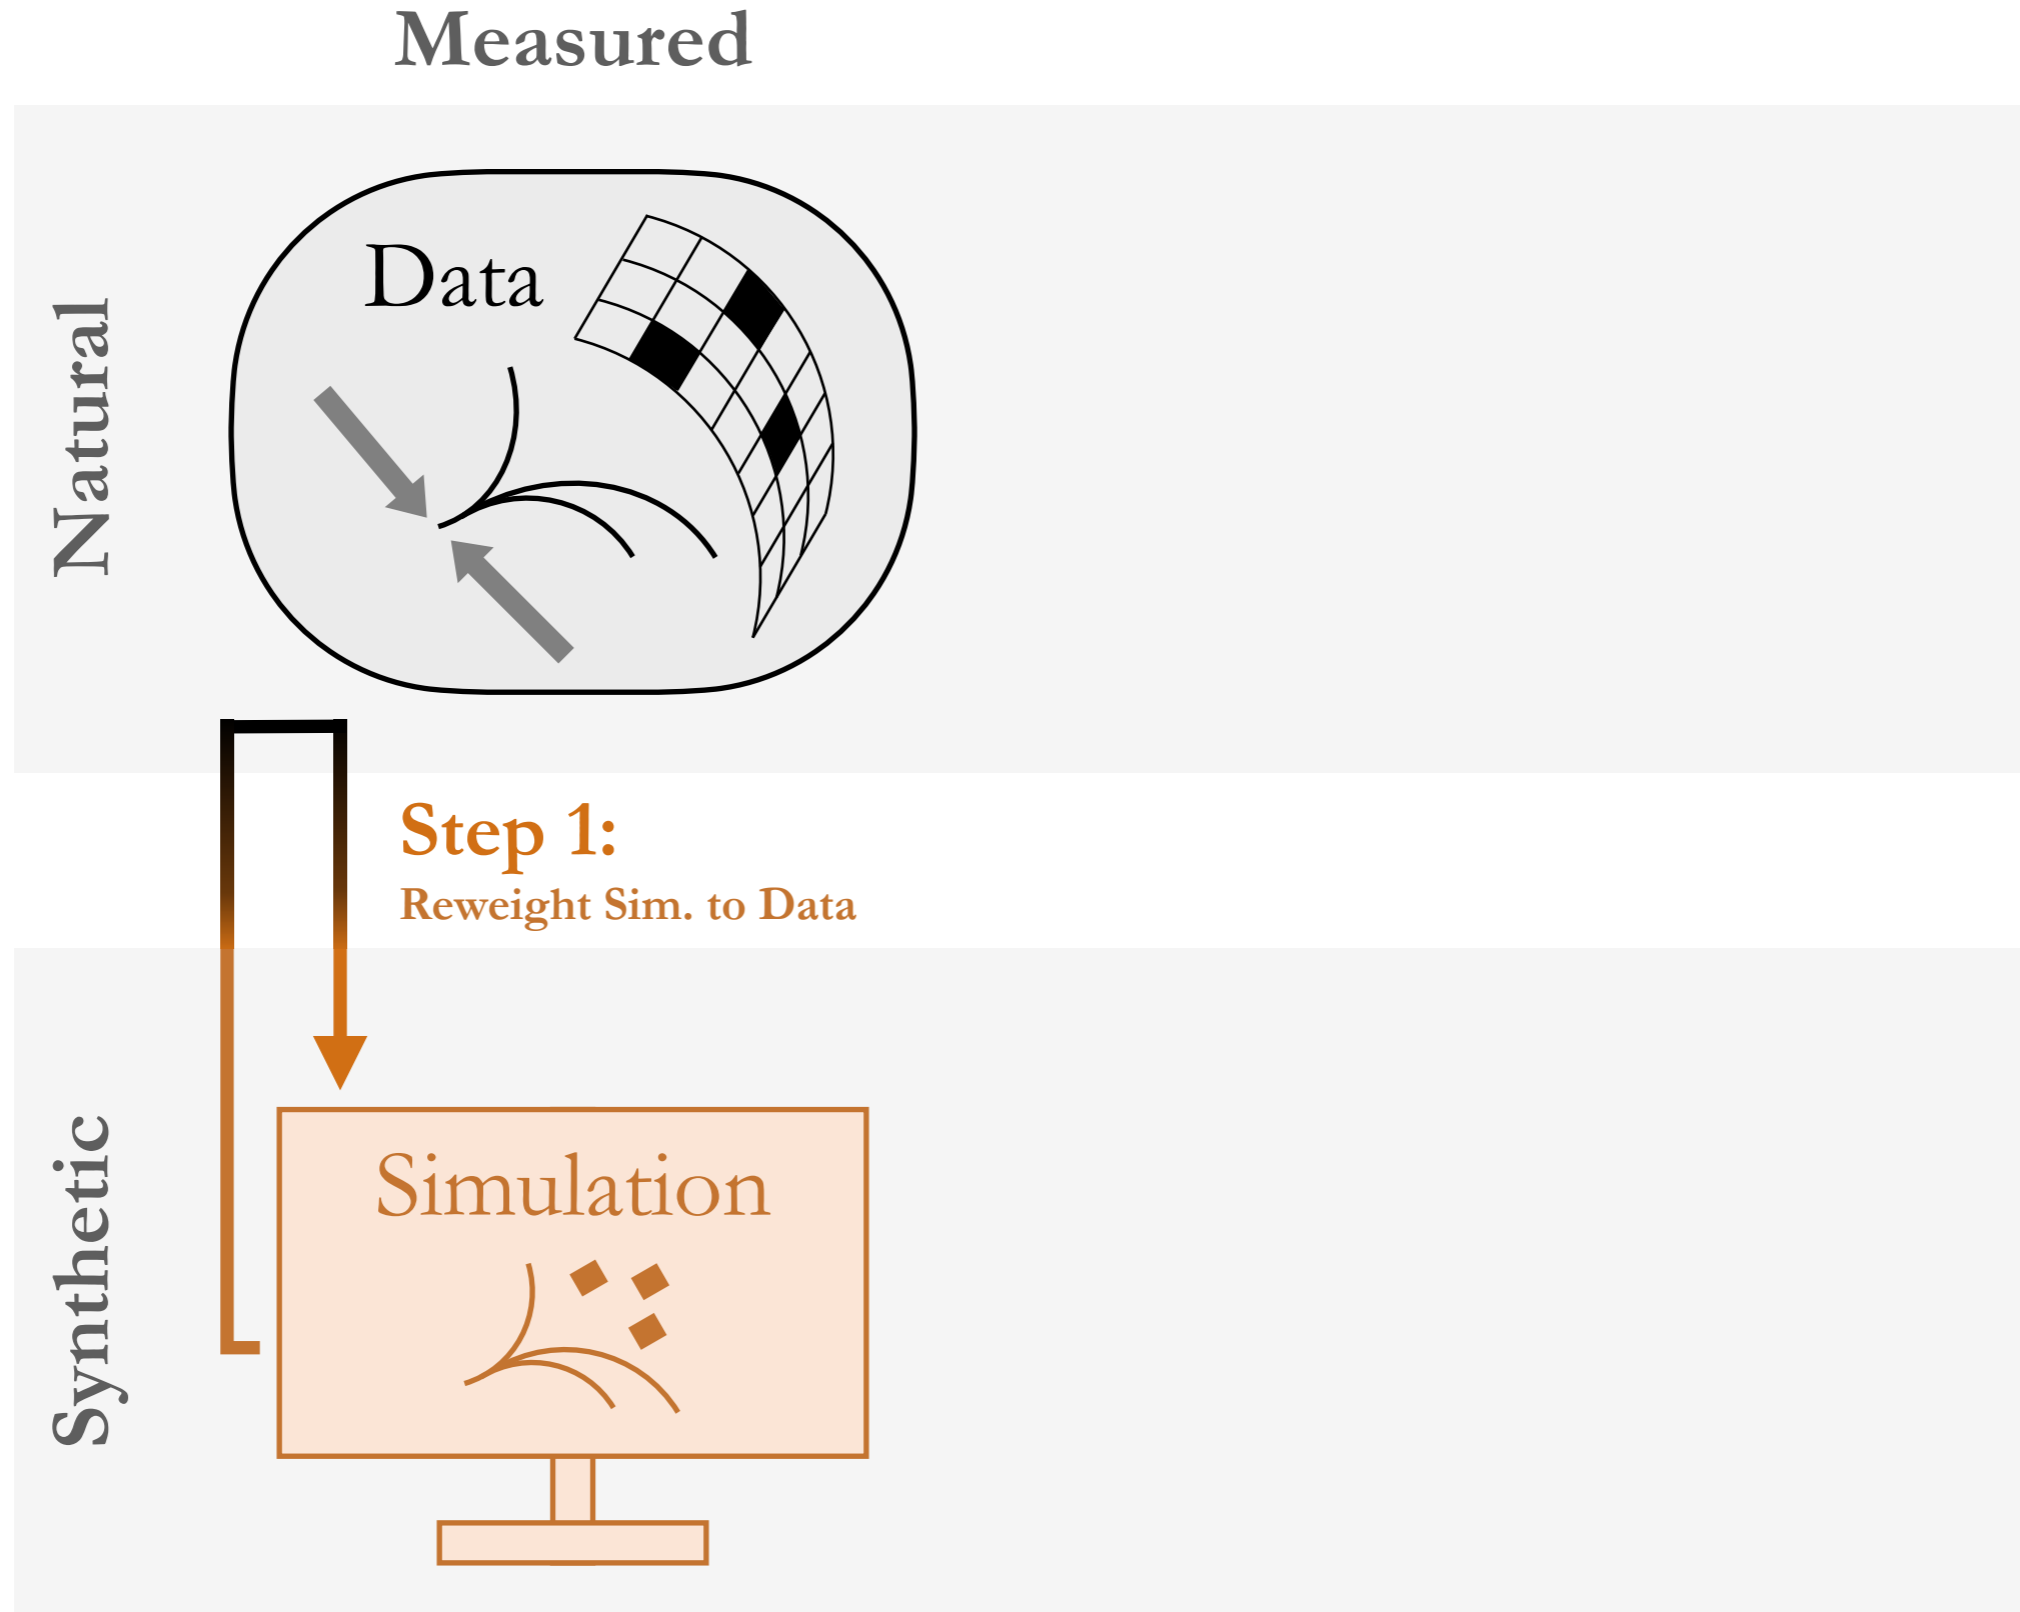 Measured
Natural
Data
Step 1:
Reweight Sim. to Data
Synthetic
Simulation